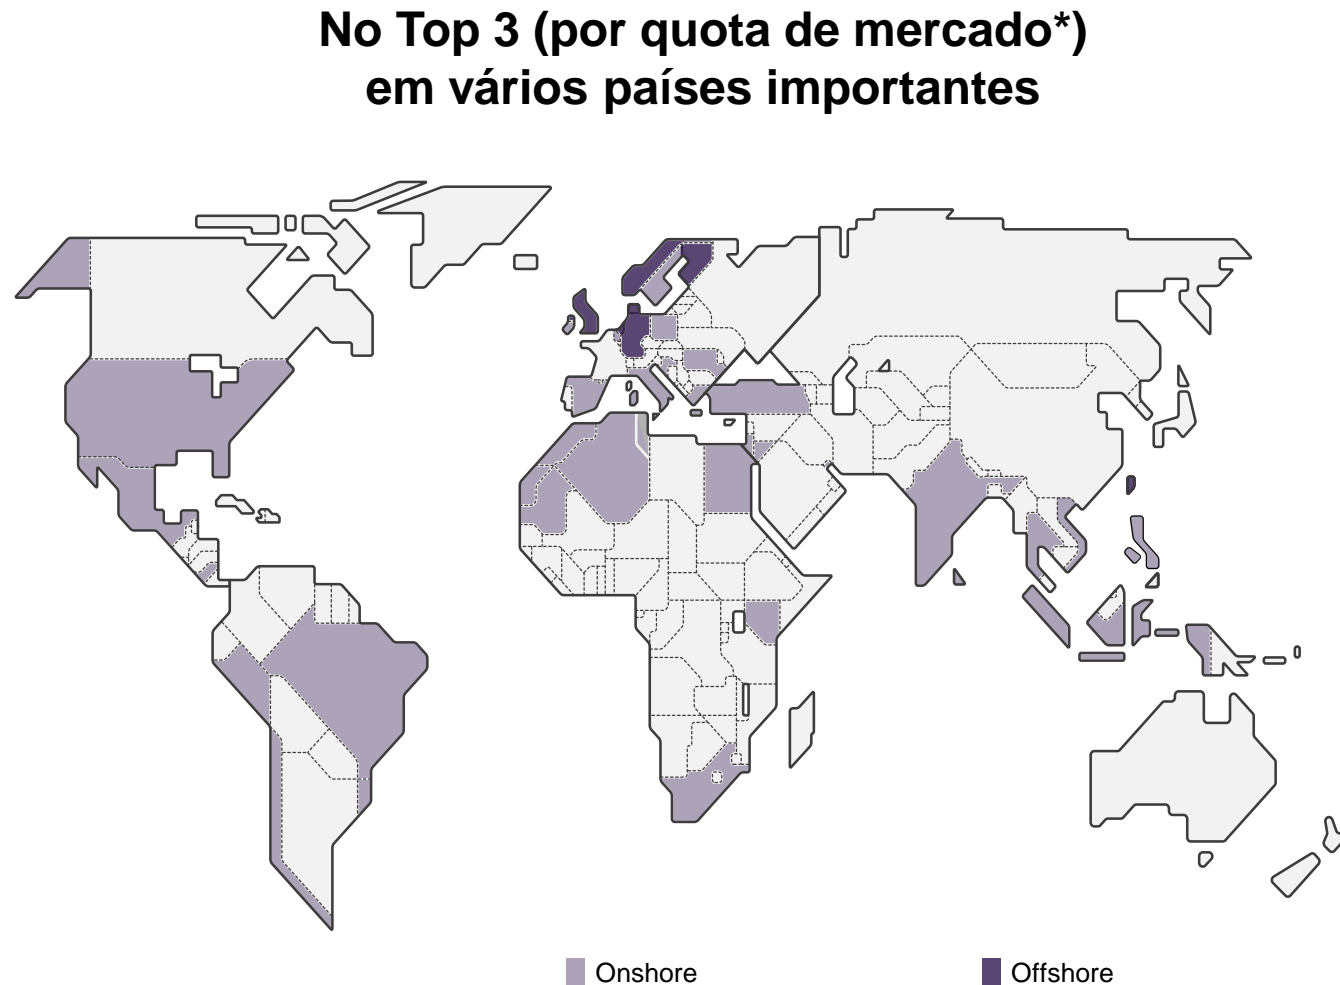 No Top 3 (por quota de mercado*)
em vários países importantes
Onshore
Offshore